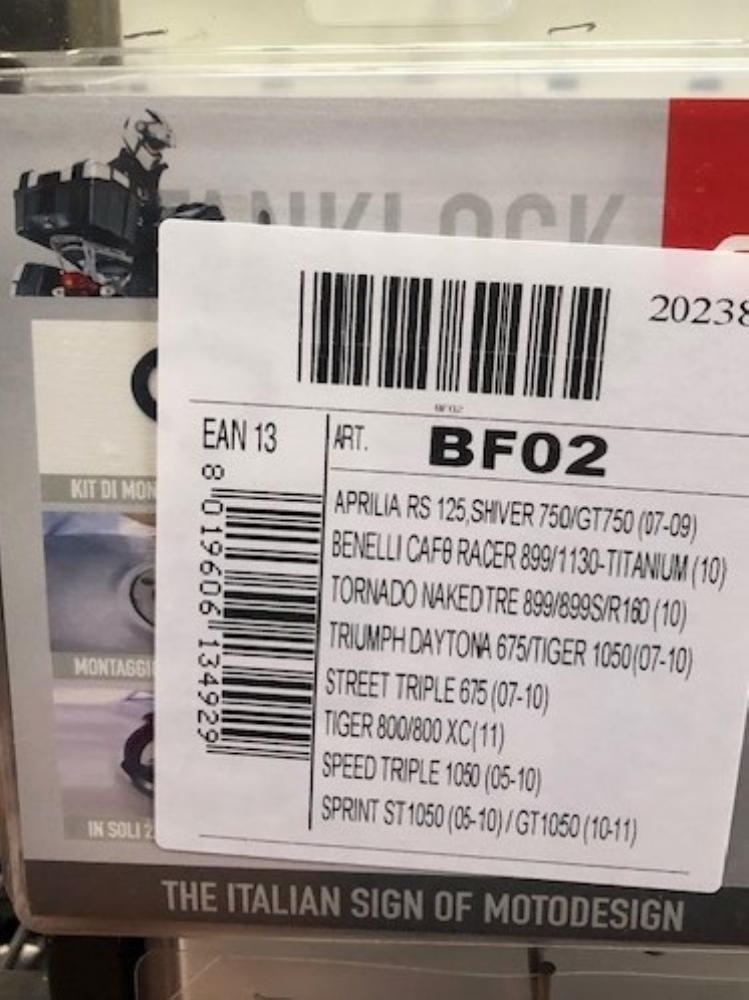 TANKLOCK
20238
BF02
EAN 13
ART.
BF02
8 019606 134929
APRILIA RS 125,SHIVER 750/GT750 (07-09)
BENELLI CAFè RACER 899/1130-TITANIUM (10)
TORNADO NAKED TRE 899/899S/R160 (10)
TRIUMPH DAYTONA 675/TIGER 1050(07-10)
STREET TRIPLE 675 (07-10)
TIGER 800/800 XC(11)
SPEED TRIPLE 1050 (05-10)
SPRINT ST1050 (05-10) / GT1050 (10-11)
KIT DI MON
MONTAGGI
IN SOLI 2
THE ITALIAN SIGN OF MOTODESIGN